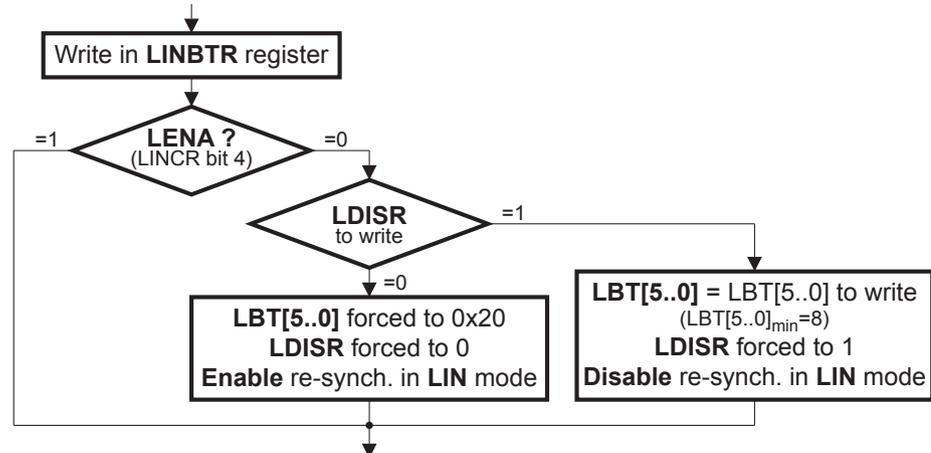 Write in LINBTR register
LENA ?
(LINCR bit 4)
=1
=0
LDISR
to write
=1
=0
LBT[5..0] forced to 0x20
LDISR forced to 0
Enable re-synch. in LIN mode
LBT[5..0] = LBT[5..0] to write
(LBT[5..0]min=8)
LDISR forced to 1
Disable re-synch. in LIN mode